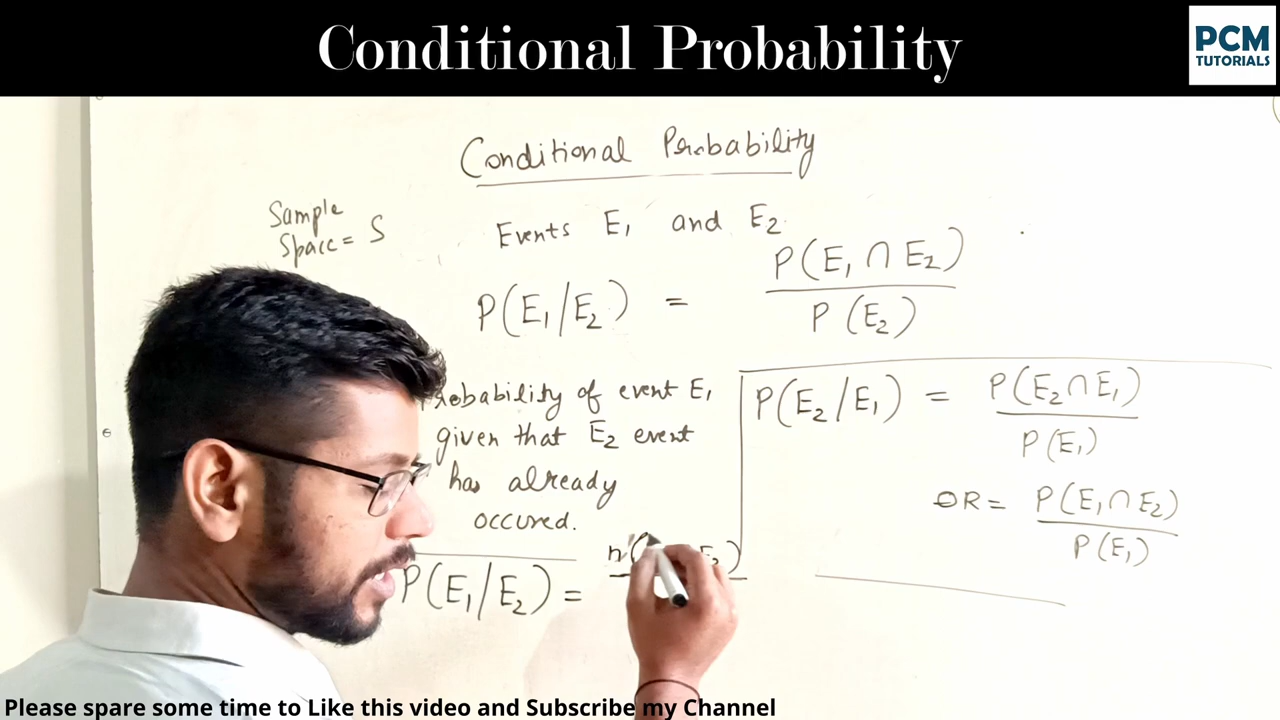 Conditional Probability
PCM
TUTORIALS
Conditional Probability
Sample
Space = S
Events E₁ and E₂
P(E₁/E₂) = P(E₁ ∩ E₂)
P(E₂)
robability of event E₁
given that E₂ event
has already
occured.
P(E₂/E₁) = P(E₂ ∩ E₁)
P(E₁)
OR = P(E₁ ∩ E₂)
P(E₁)
n( E₂)
P(E₁/E₂) =
Please spare some time to Like this video and Subscribe my Channel